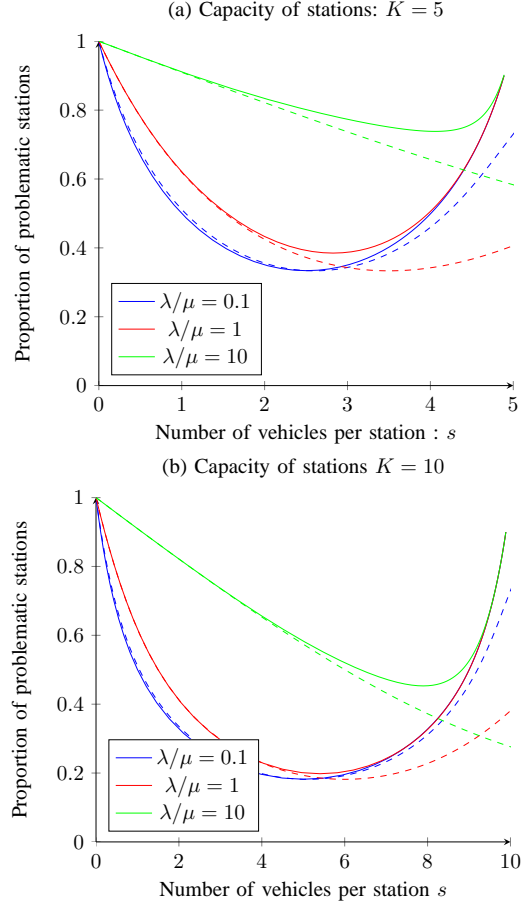 (a) Capacity of stations: K = 5
1
0.8
0.6
0.4
0.2
0
0 1 2 3 4 5
Proportion of problematic stations
Number of vehicles per station : s
λ/μ = 0.1
λ/μ = 1
λ/μ = 10
(b) Capacity of stations K = 10
1
0.8
0.6
0.4
0.2
0
0 2 4 6 8 10
Proportion of problematic stations
Number of vehicles per station s
λ/μ = 0.1
λ/μ = 1
λ/μ = 10